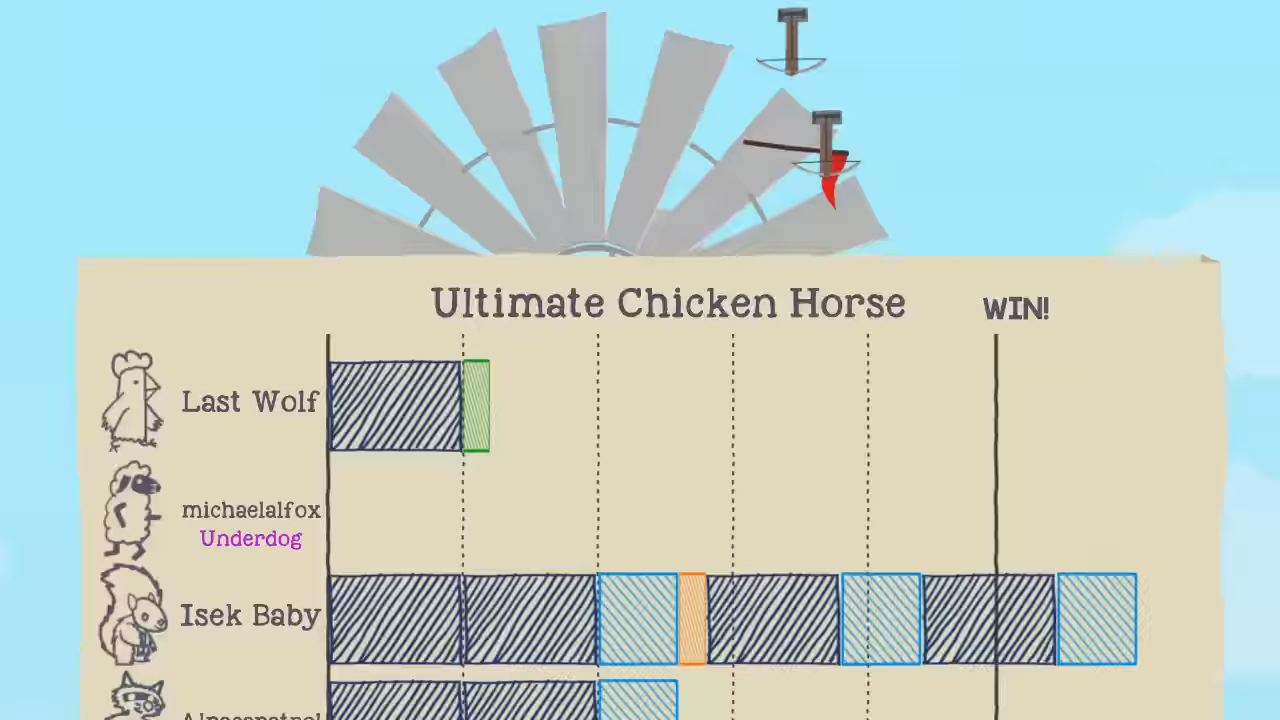 Ultimate Chicken Horse
WIN!
Last Wolf
michaelalfox
Underdog
Isek Baby